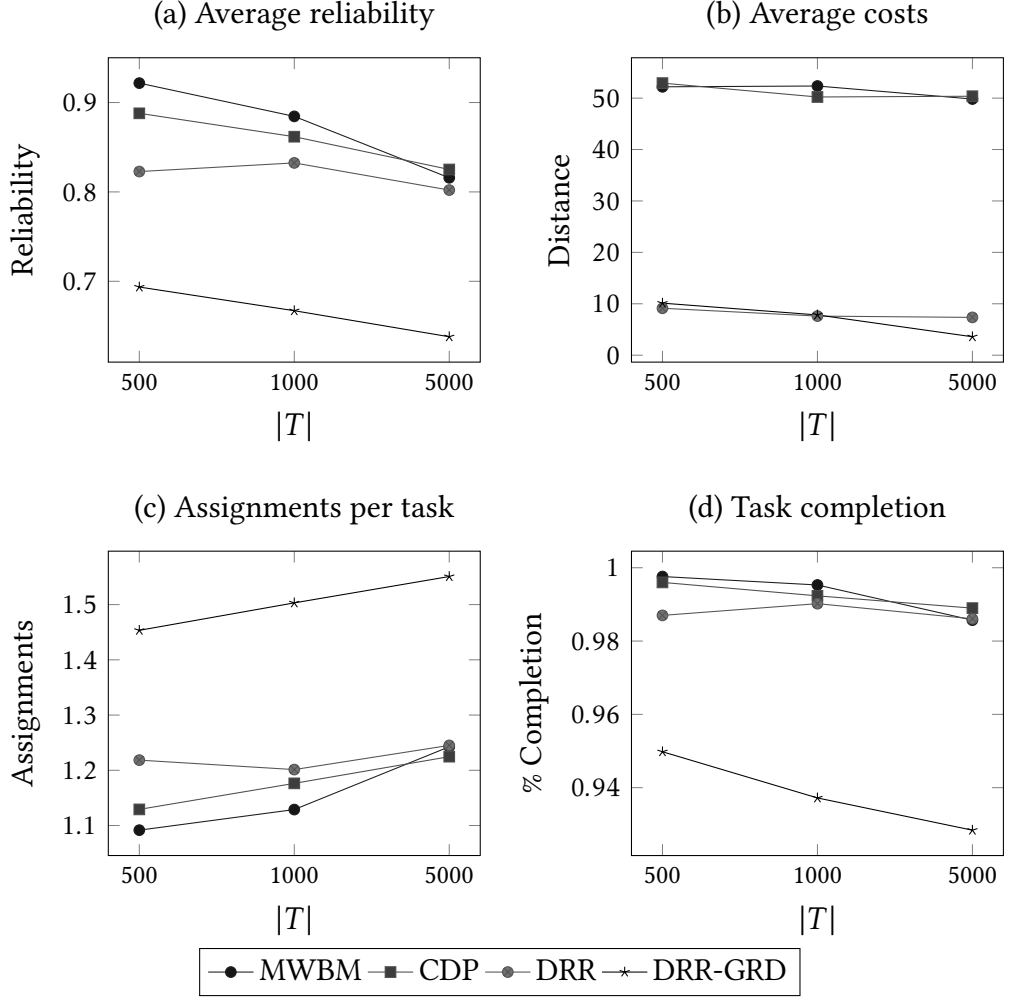 (a) Average reliability
Reliability
0.9
0.8
0.7
500 1000 5000
|T|
(b) Average costs
Distance
50
40
30
20
10
0
500 1000 5000
|T|
(c) Assignments per task
Assignments
1.5
1.4
1.3
1.2
1.1
500 1000 5000
|T|
(d) Task completion
% Completion
1
0.98
0.96
0.94
500 1000 5000
|T|
MWBM CDP DRR DRR-GRD